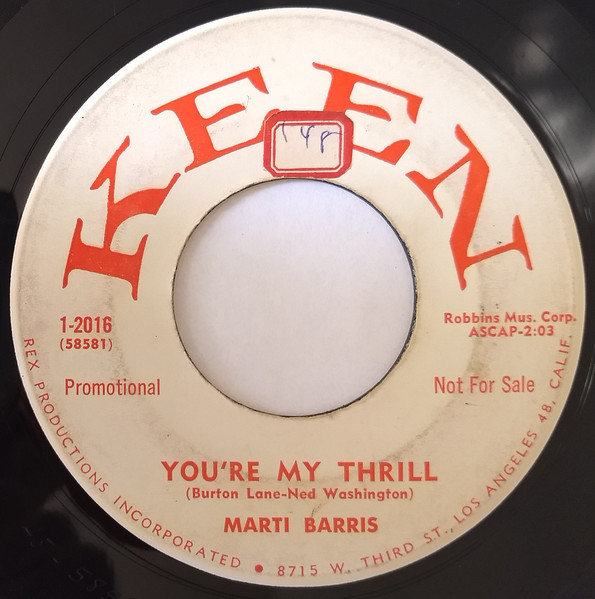 KEEN
1-2016
(58581)
Robbins Mus. Corp.
ASCAP-2:03
Promotional
Not For Sale
YOU'RE MY THRILL
(Burton Lane-Ned Washington)
MARTI BARRIS
REX PRODUCTIONS INCORPORATED • 8715 W. THIRD ST., LOS ANGELES 48, CALIF.